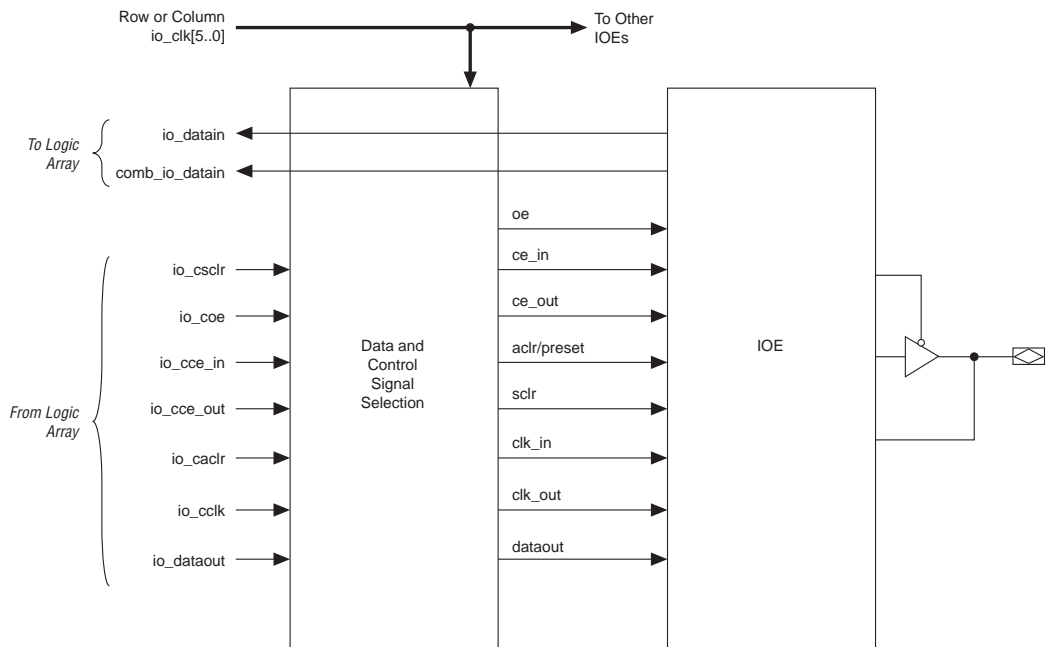 Row or Column
io_clk[5..0]
To Other
IOEs
To Logic
Array
io_datain
comb_io_datain
oe
ce_in
ce_out
aclr/preset
sclr
clk_in
clk_out
dataout
From Logic
Array
io_csclr
io_coe
io_cce_in
io_cce_out
io_caclr
io_cclk
io_dataout
Data and
Control
Signal
Selection
IOE